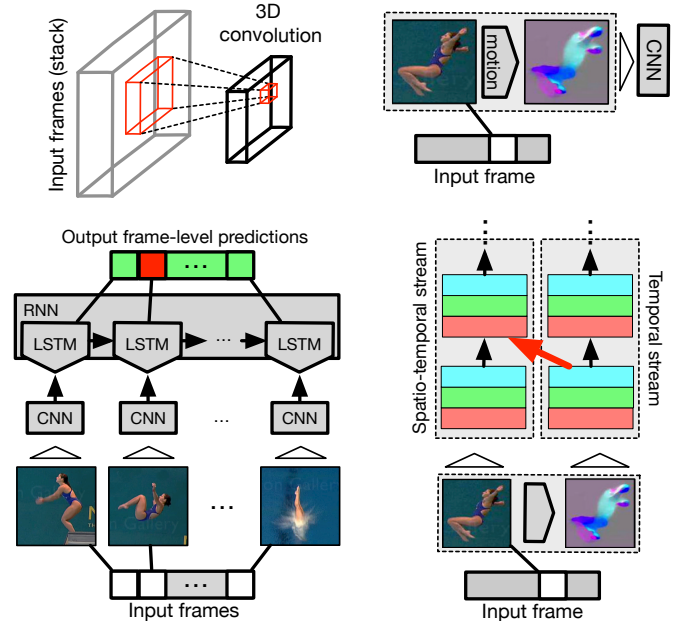 3D
convolution
Input frames (stack)
motion
CNN
Input frame
Output frame-level predictions
RNN
LSTM
LSTM
...
LSTM
CNN
CNN
...
CNN
...
...
Input frames
...
...
Spatio-temporal stream
Temporal stream
Input frame